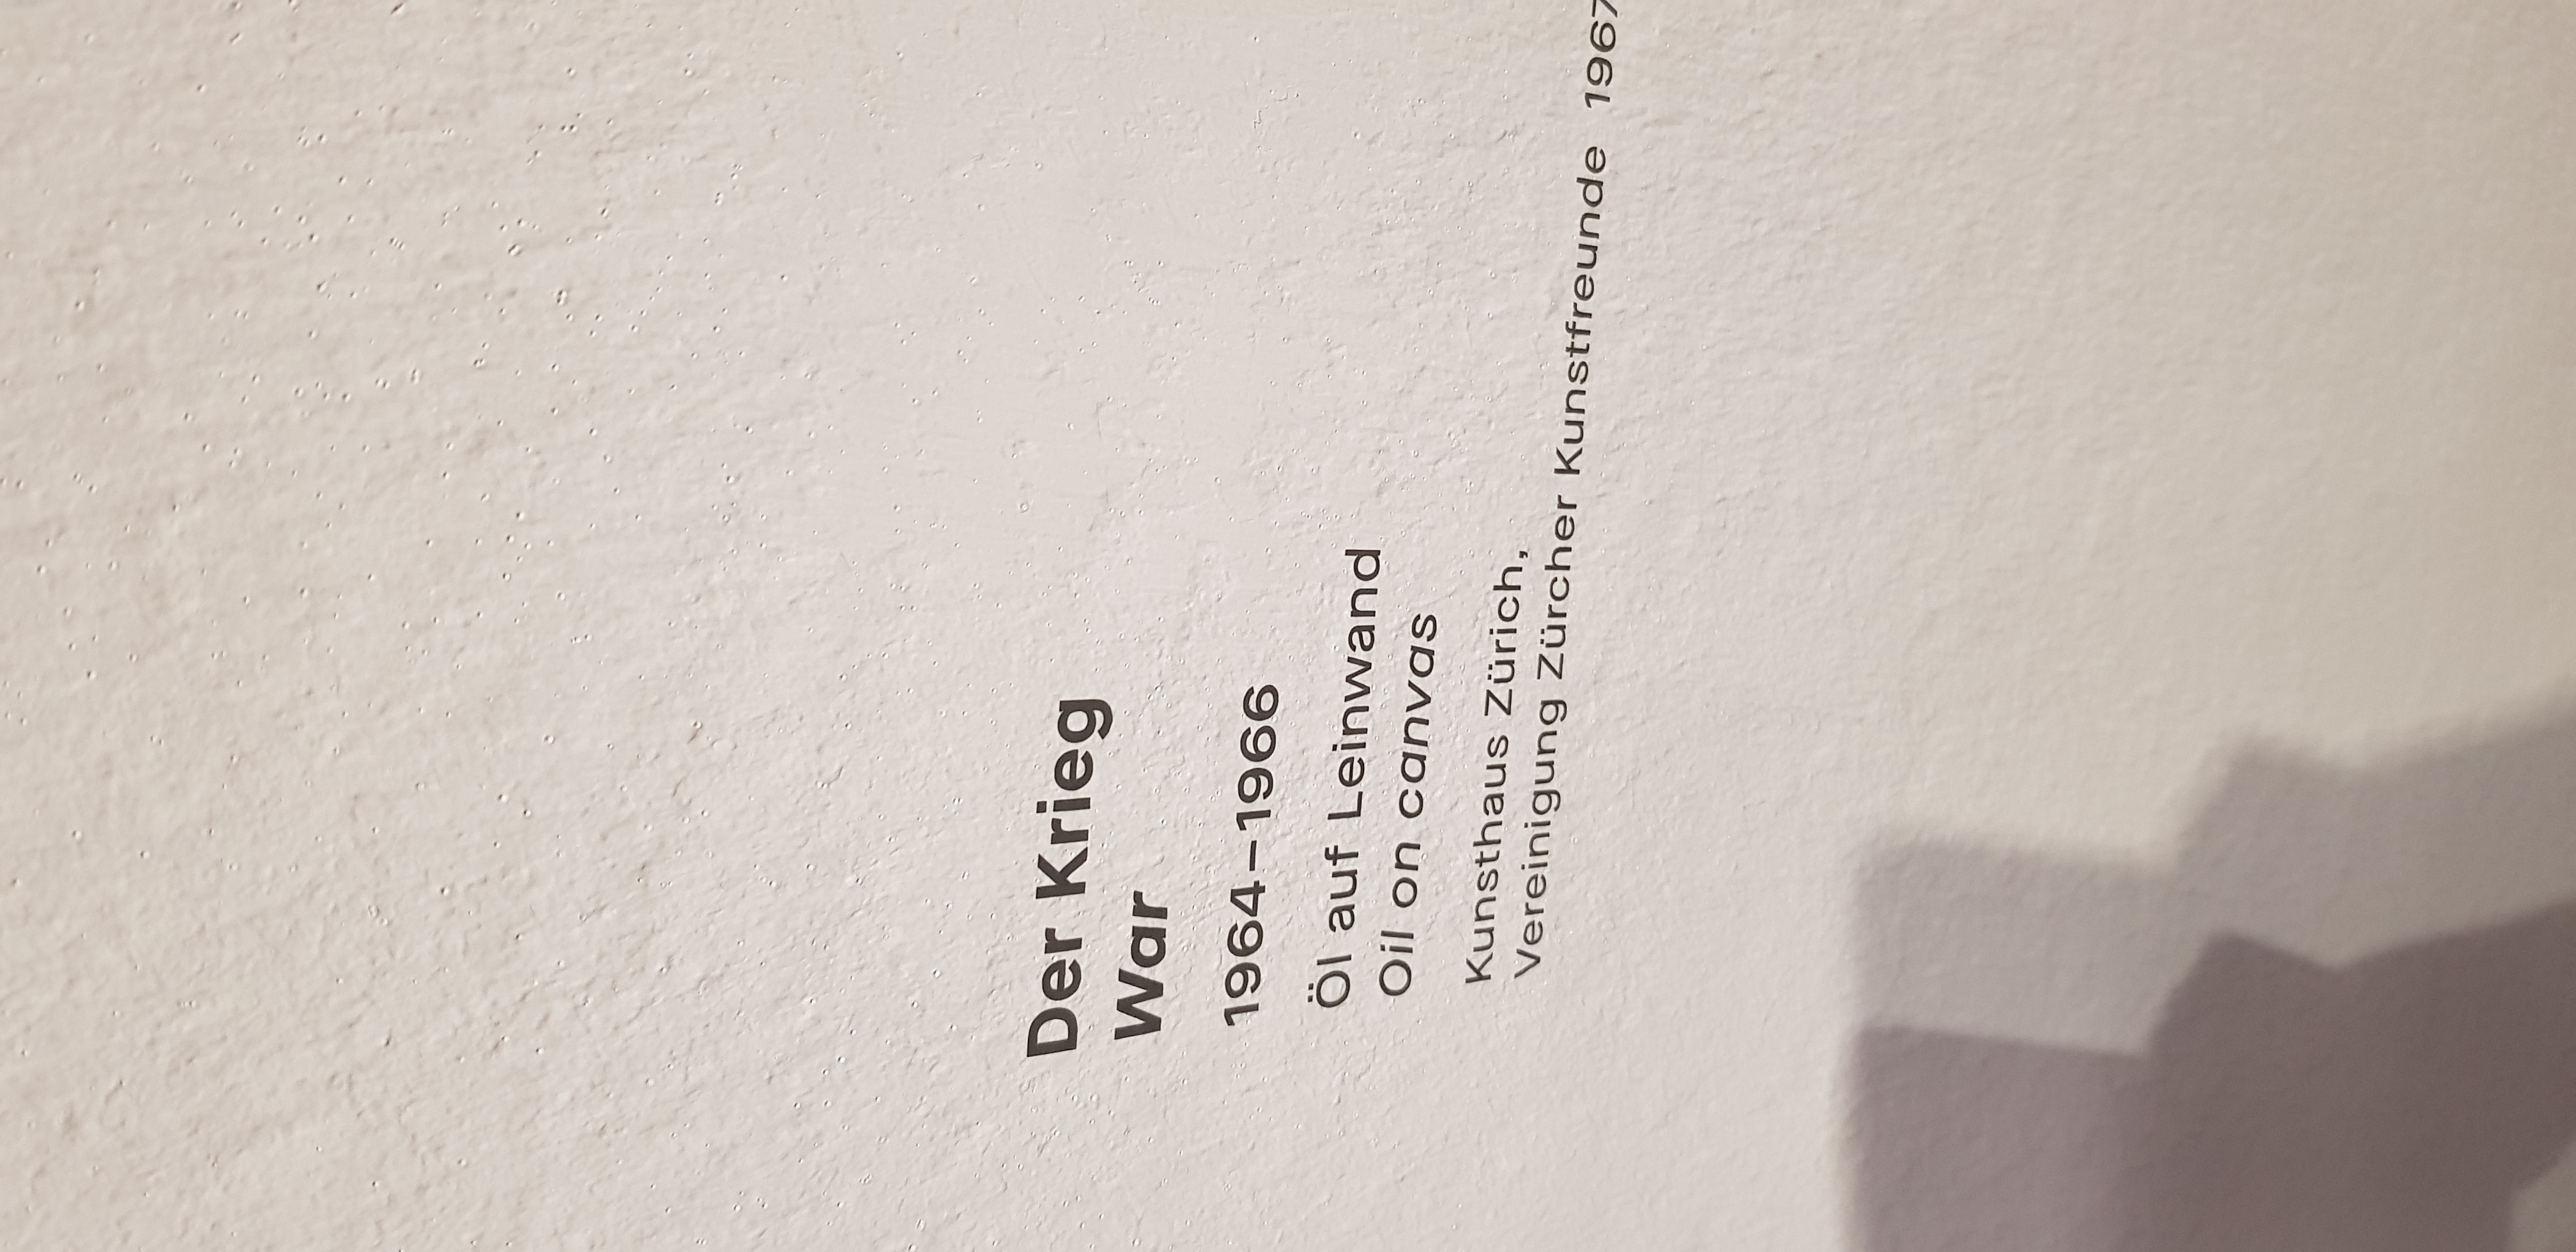 Der Krieg
War
1964–1966
Öl auf Leinwand
Oil on canvas
Kunsthaus Zürich,
Vereinigung Zürcher Kunstfreunde 1967